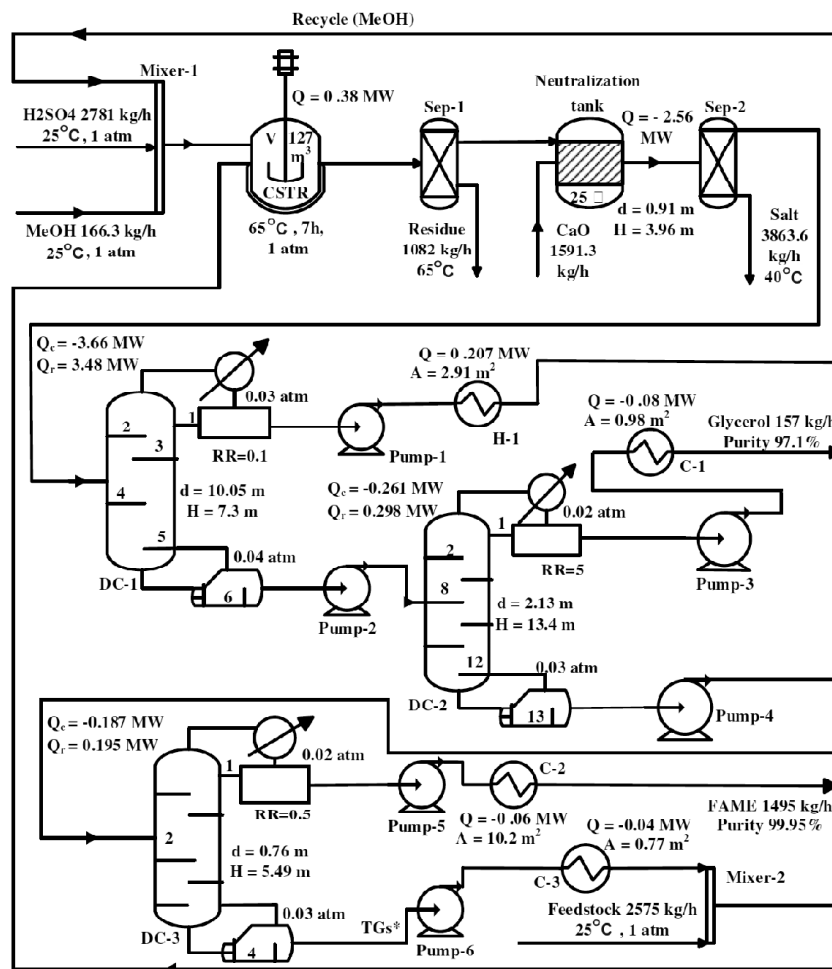 Recycle (MeOH)
Mixer-1
H2SO4 2781 kg/h
25°C, 1 atm
MeOH 166.3 kg/h
25°C, 1 atm
Q = 0.38 MW
V 127
m³
CSTR
65°C, 7h,
1 atm
Sep-1
Residue
1082 kg/h
65°C
Neutralization
tank
25
CaO
1591.3
kg/h
Q = - 2.56
MW
d = 0.91 m
H = 3.96 m
Sep-2
Salt
3863.6
kg/h
40°C
Qc= -3.66 MW
Qr= 3.48 MW
1
2
3
4
5
6
0.03 atm
RR=0.1
d = 10.05 m
H = 7.3 m
0.04 atm
DC-1
Pump-1
Q = 0.207 MW
A = 2.91 m²
H-1
Pump-2
Qc= -0.261 MW
Qr= 0.298 MW
1
2
8
12
13
0.02 atm
RR=5
d = 2.13 m
H = 13.4 m
0.03 atm
DC-2
Q = -0.08 MW
A = 0.98 m²
C-1
Glycerol 157 kg/h
Purity 97.1%
Pump-3
Pump-4
Qc= -0.187 MW
Qr= 0.195 MW
1
2
4
0.02 atm
RR=0.5
d = 0.76 m
H = 5.49 m
0.03 atm
DC-3
Pump-5
C-2
Q = -0.06 MW
A = 10.2 m²
FAME 1495 kg/h
Purity 99.95%
TGs*
Pump-6
Q = -0.04 MW
A = 0.77 m²
C-3
Mixer-2
Feedstock 2575 kg/h
25°C , 1 atm